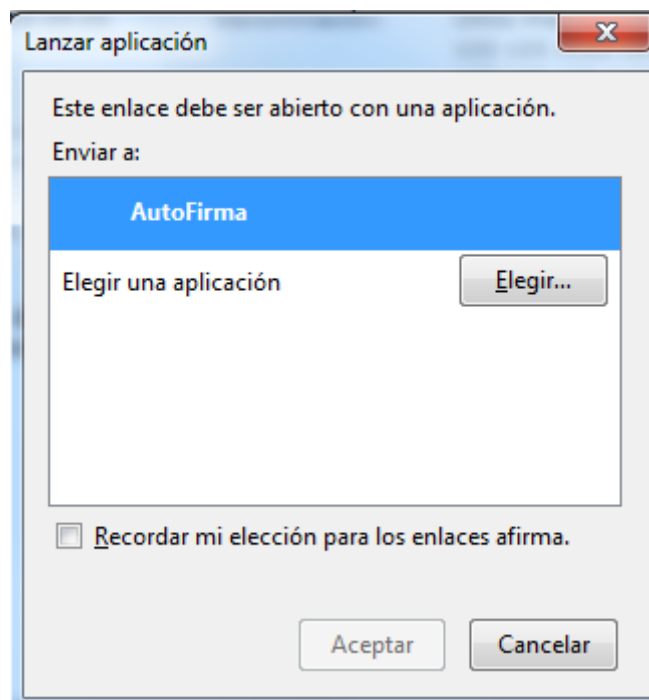 Lanzar aplicación
Este enlace debe ser abierto con una aplicación.
Enviar a:
AutoFirma
Elegir una aplicación
Elegir...
Recordar mi elección para los enlaces afirma.
Aceptar
Cancelar